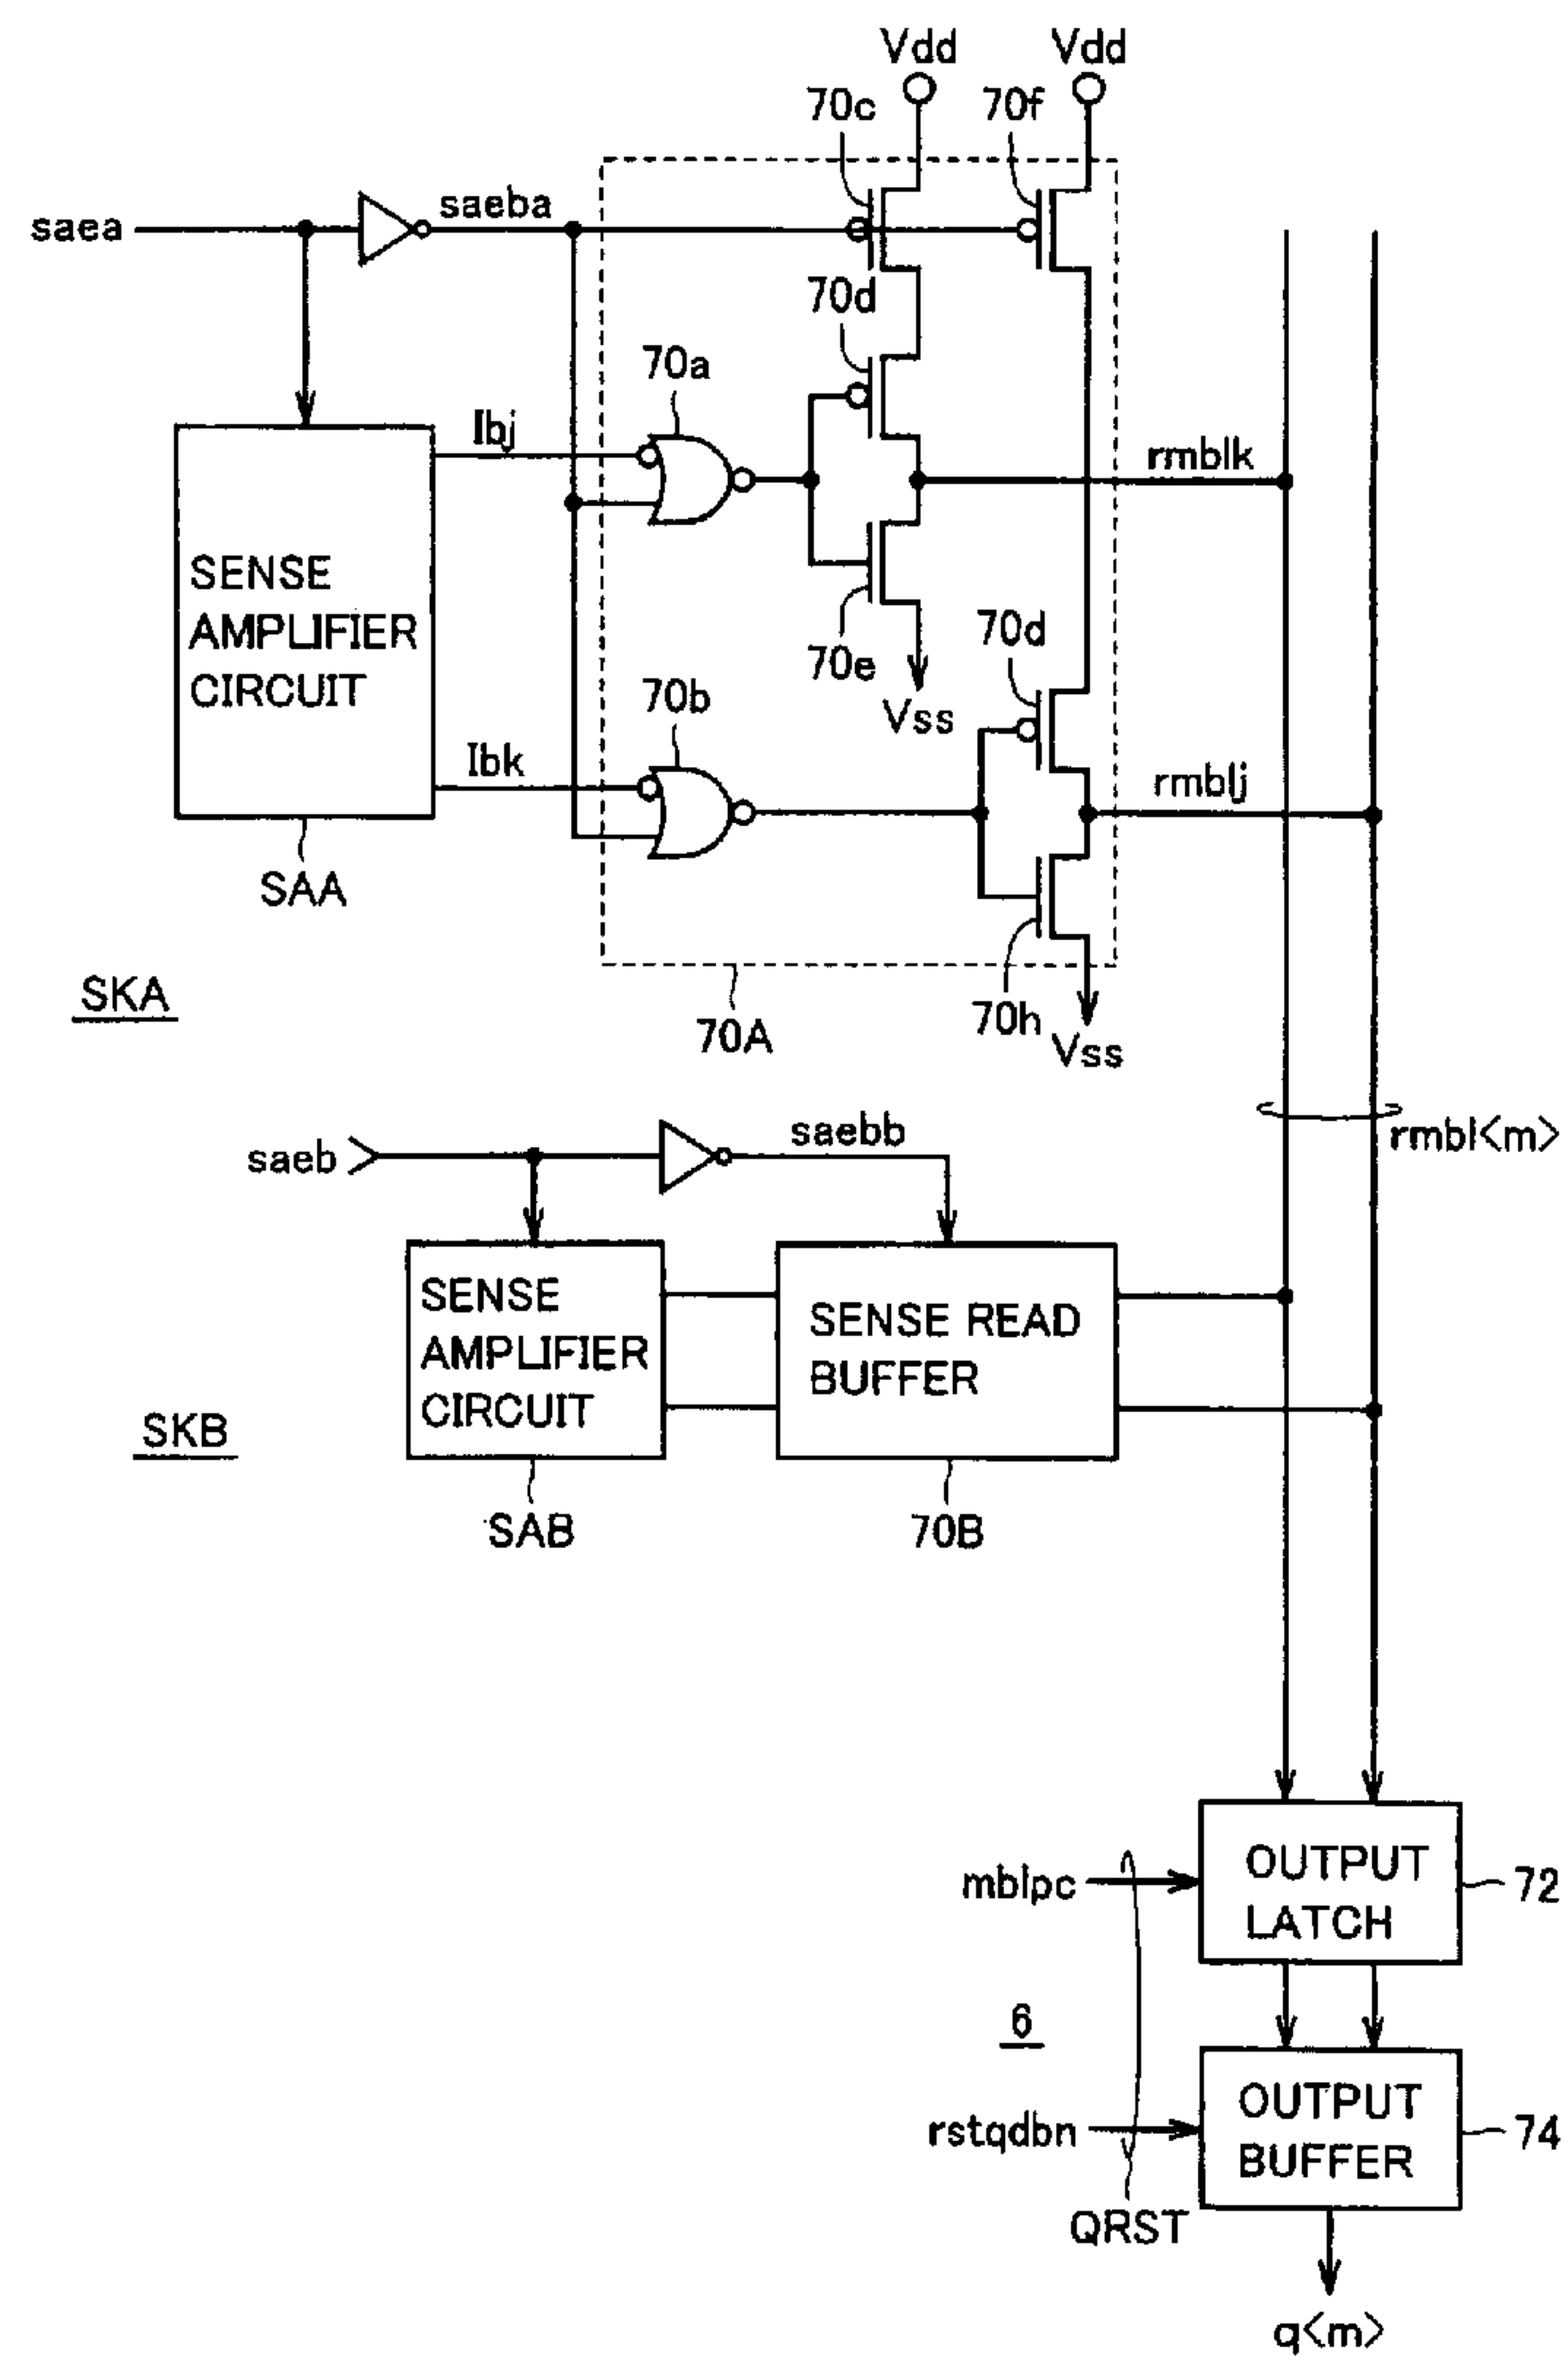 Vdd
Vdd
70c
70f
saea
saeba
70d
70a
Ibj
rmblk
SENSE
AMPLIFIER
CIRCUIT
70e
70d
Vss
70b
Ibk
rmblj
SAA
SKA
70A
70h
Vss
saeb
saebb
rmbl<m>
SENSE
AMPLIFIER
CIRCUIT
SENSE READ
BUFFER
SKB
SAB
70B
mblpc
OUTPUT
LATCH
72
6
rstqdbn
OUTPUT
BUFFER
74
QRST
q<m>